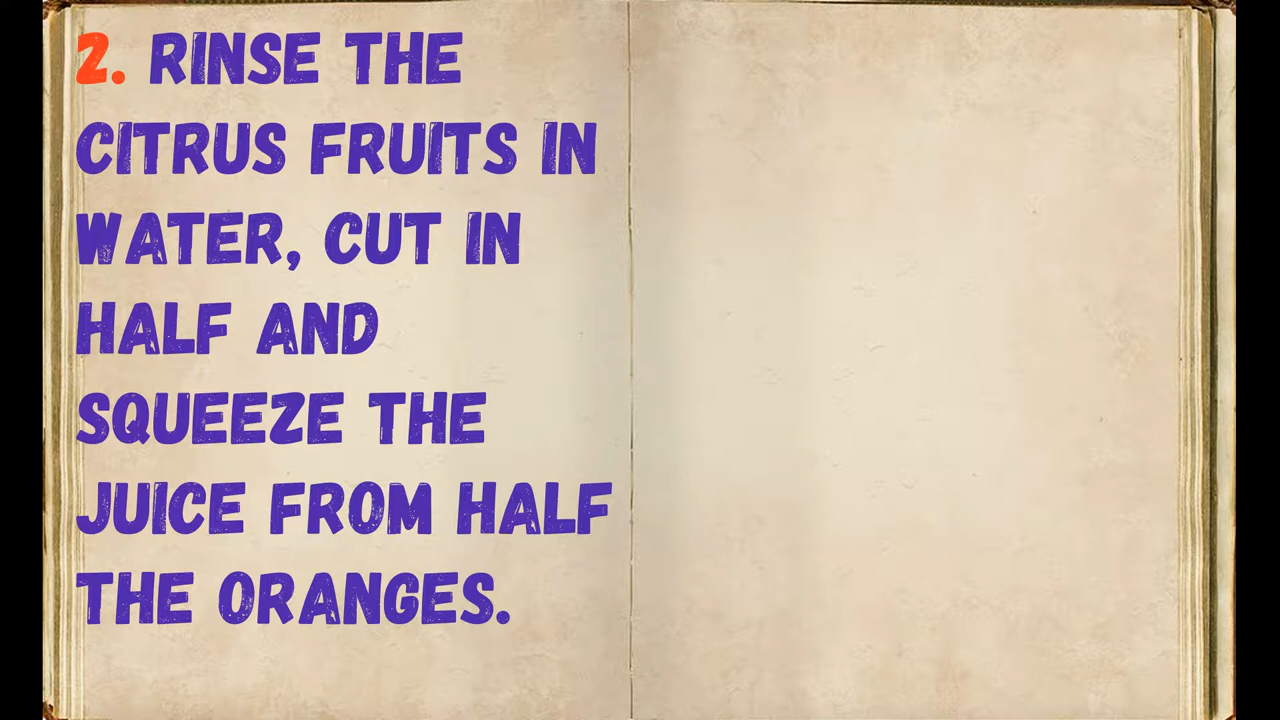 2. RINSE THE
CITRUS FRUITS IN
WATER, CUT IN
HALF AND
SQUEEZE THE
JUICE FROM HALF
THE ORANGES.